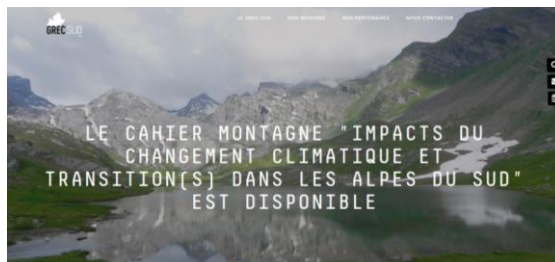 LE GREC-SUD NOS MISSIONS NOS PARTENAIRES NOUS CONTACTER
GREC SUD
LE CAHIER MONTAGNE "IMPACTS DU
CHANGEMENT CLIMATIQUE ET
TRANSITION(S) DANS LES ALPES DU SUD"
EST DISPONIBLE